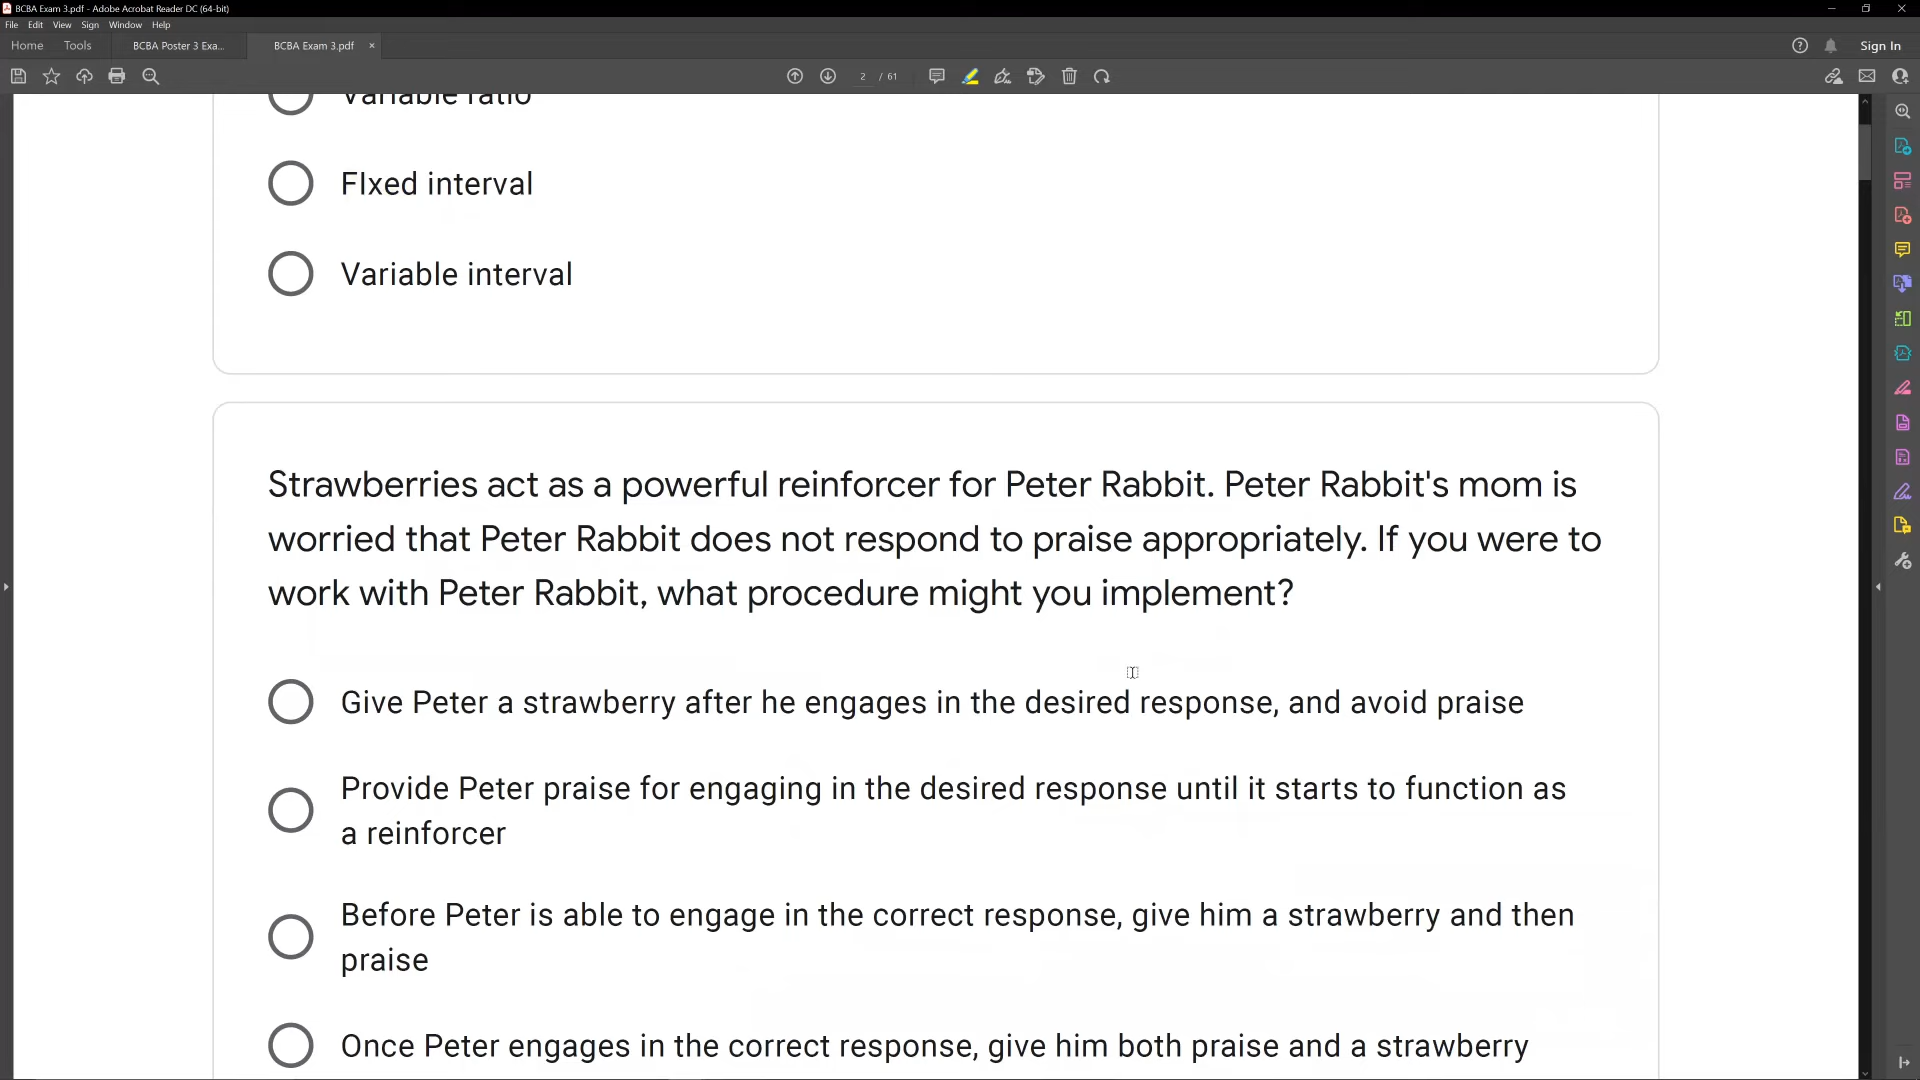 BCBA Exam 3.pdf - Adobe Acrobat Reader DC (64-bit)
File Edit View Sign Window Help
Home Tools BCBA Poster 3 Exa... BCBA Exam 3.pdf × Sign In
2 / 61
Variable ratio
FIxed interval
Variable interval
Strawberries act as a powerful reinforcer for Peter Rabbit. Peter Rabbit's mom is
worried that Peter Rabbit does not respond to praise appropriately. If you were to
work with Peter Rabbit, what procedure might you implement?
Give Peter a strawberry after he engages in the desired response, and avoid praise
Provide Peter praise for engaging in the desired response until it starts to function as
a reinforcer
Before Peter is able to engage in the correct response, give him a strawberry and then
praise
Once Peter engages in the correct response, give him both praise and a strawberry